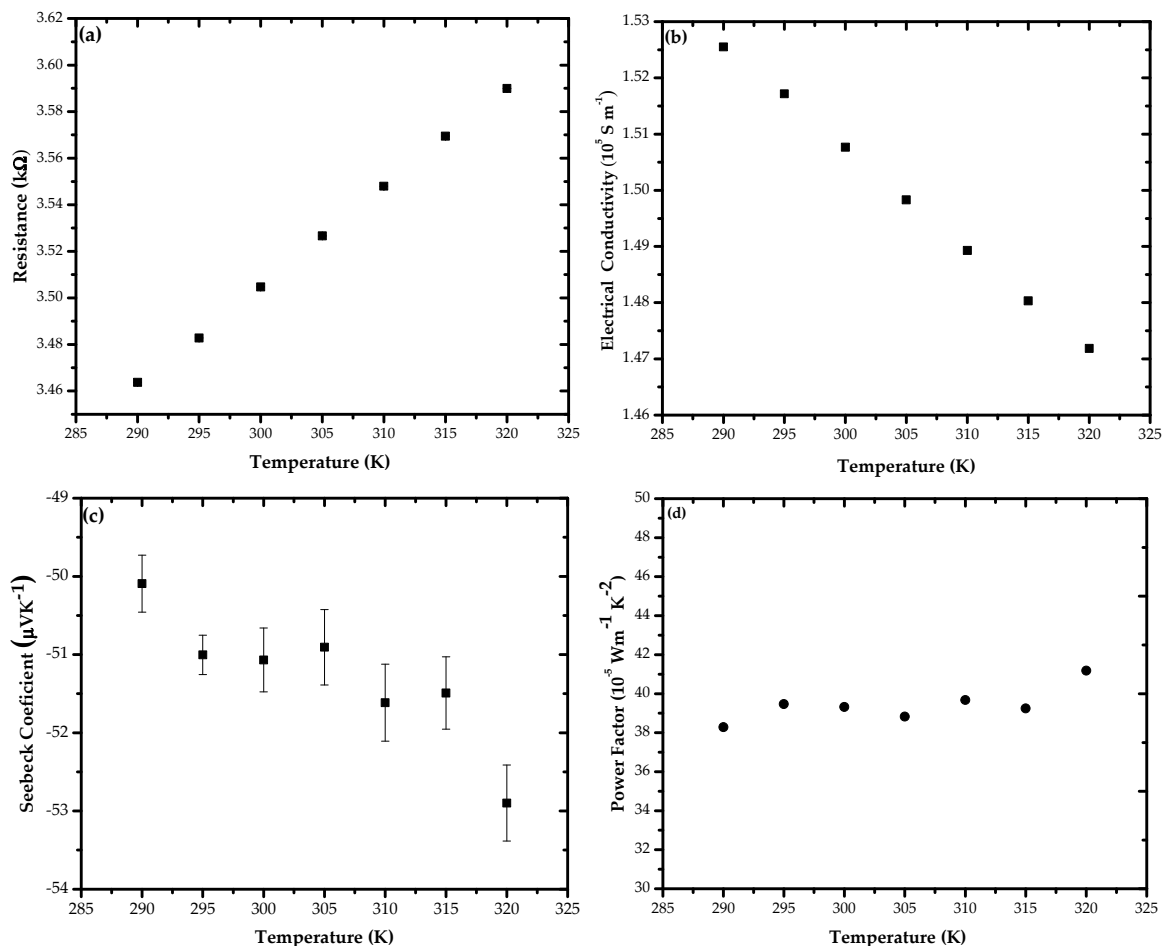 (a)
Resistance (kΩ)
3.62
3.60
3.58
3.56
3.54
3.52
3.50
3.48
3.46
285 290 295 300 305 310 315 320 325
Temperature (K)
(b)
Electrical Conductivity (10⁵ S m⁻¹)
1.53
1.52
1.51
1.50
1.49
1.48
1.47
1.46
285 290 295 300 305 310 315 320 325
Temperature (K)
(c)
Seebeck Coeficient (μVK⁻¹)
-49
-50
-51
-52
-53
-54
285 290 295 300 305 310 315 320 325
Temperature (K)
(d)
Power Factor (10⁻⁵ Wm⁻¹ K⁻²)
50
48
46
44
42
40
38
36
34
32
30
285 290 295 300 305 310 315 320 325
Temperature (K)